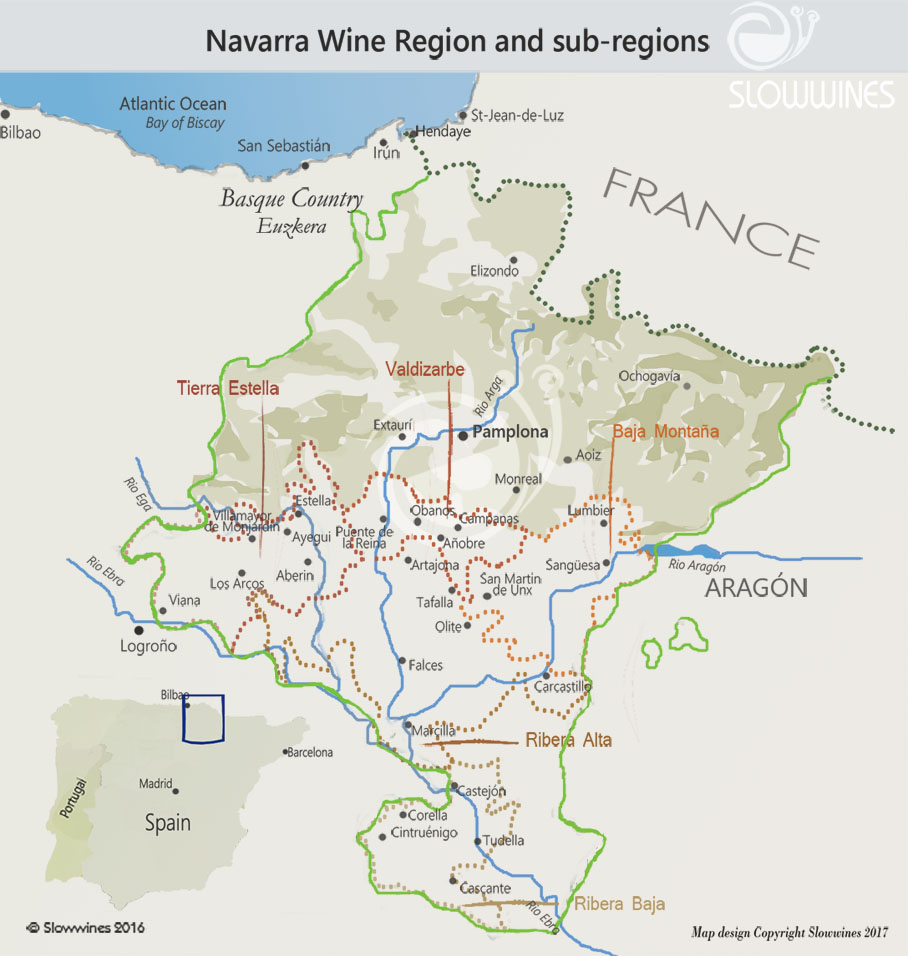 Navarra Wine Region and sub-regions
SLOWWINES
Atlantic Ocean
Bay of Biscay
Bilbao
St-Jean-de-Luz
Hendaye
San Sebastián
Irún
Basque Country
Euzkera
FRANCE
Elizondo
Tierra Estella
Valdizarbe
Rio Arga
Ochogavía
Extaurí
Pamplona
Baja Montaña
Aoiz
Rio Ega
Monreal
Estella
Lumbier
Villamayor
de Monjardin
Obanos
Campanas
Puente de
la Reina
Ayegui
Añobre
Rio Ebra
Aberin
Artajona
Sangüesa
Rio Aragón
Los Arcos
San Martin
de Unx
ARAGÓN
Viana
Tafalla
Olite
Logroño
Falces
Carcastillo
Bilbao
Marcilla
Ribera Alta
Barcelona
Madrid
Portugal
Castejón
Spain
Corella
Cintruénigo
Tudella
Cascante
Ribera Baja
Rio Ebro
© Slowwines 2016
Map design Copyright Slowwines 2017